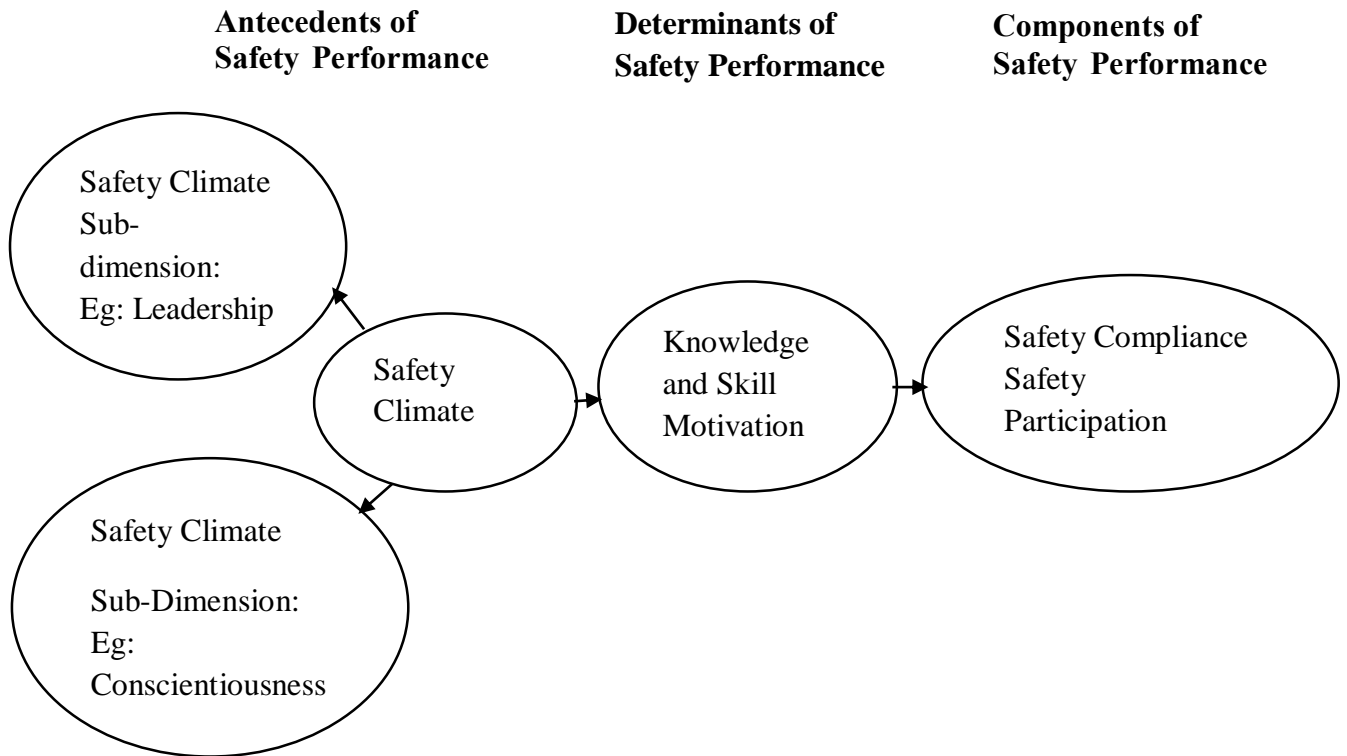 Antecedents of
Safety Performance
Determinants of
Safety Performance
Components of
Safety Performance
Safety Climate
Sub-
dimension:
Eg: Leadership
Safety
Climate
Knowledge
and Skill
Motivation
Safety Compliance
Safety
Participation
Safety Climate
Sub-Dimension:
Eg:
Conscientiousness